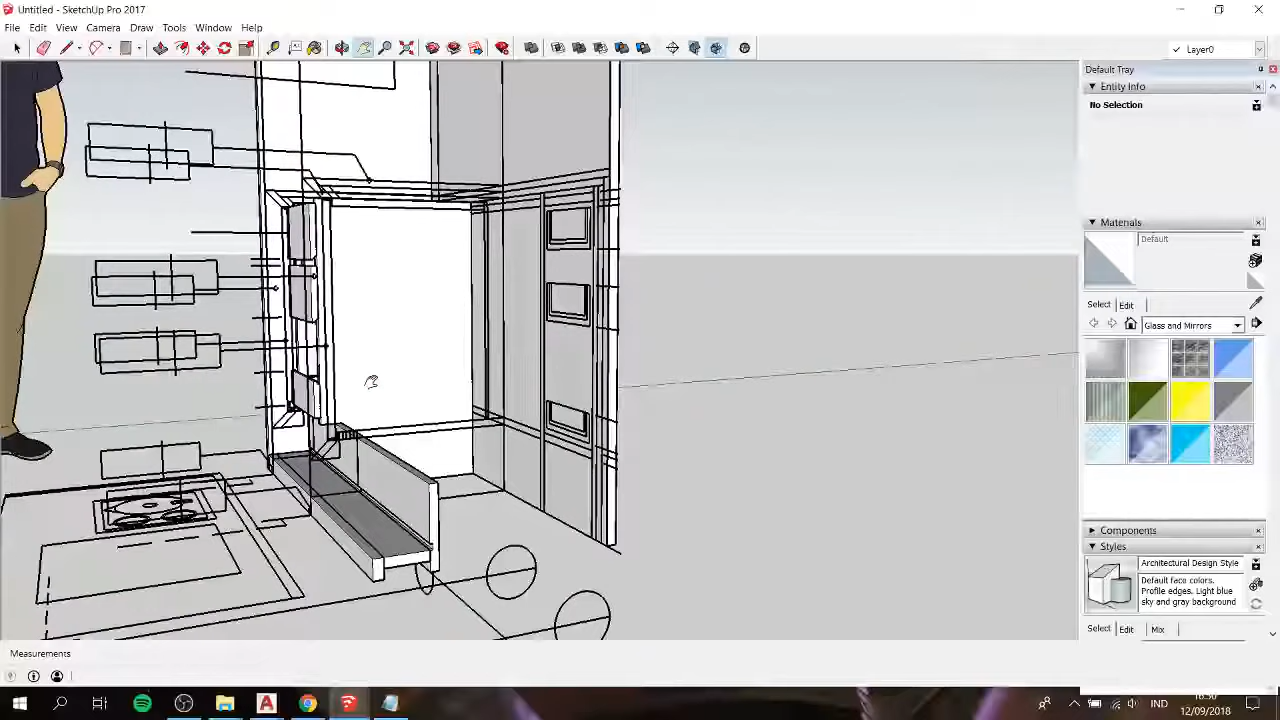 Untitled - SketchUp Pro 2017
File Edit View Camera Draw Tools Window Help
Layer0
Default Tray
Entity Info
No Selection
Materials
Default
Select Edit
Glass and Mirrors
Components
Styles
Architectural Design Style
Default face colors.
Profile edges. Light blue
sky and gray background
Select Edit Mix
Measurements
IND
16:30
12/09/2018